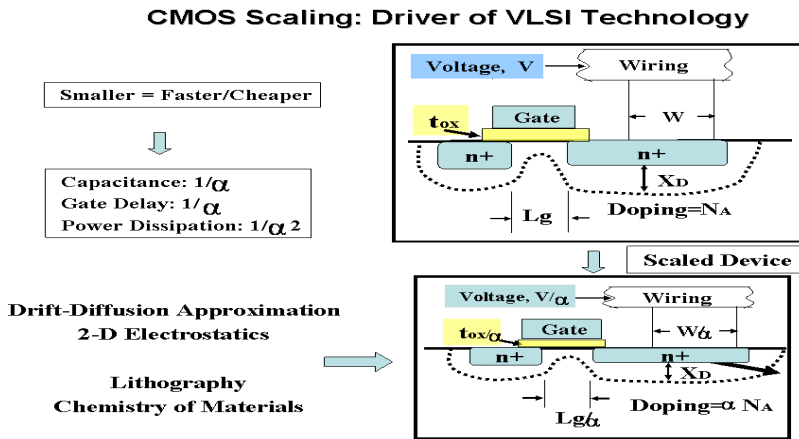 CMOS Scaling: Driver of VLSI Technology
Smaller = Faster/Cheaper
Capacitance: 1/α
Gate Delay: 1/α
Power Dissipation: 1/α 2
Drift-Diffusion Approximation
2-D Electrostatics
Lithography
Chemistry of Materials
Voltage, V
Wiring
tox
Gate
W
n+
n+
XD
Lg
Doping=NA
Scaled Device
Voltage, V/α
Wiring
tox/α
Gate
W/α
n+
n+
XD
Lg/α
Doping=α NA